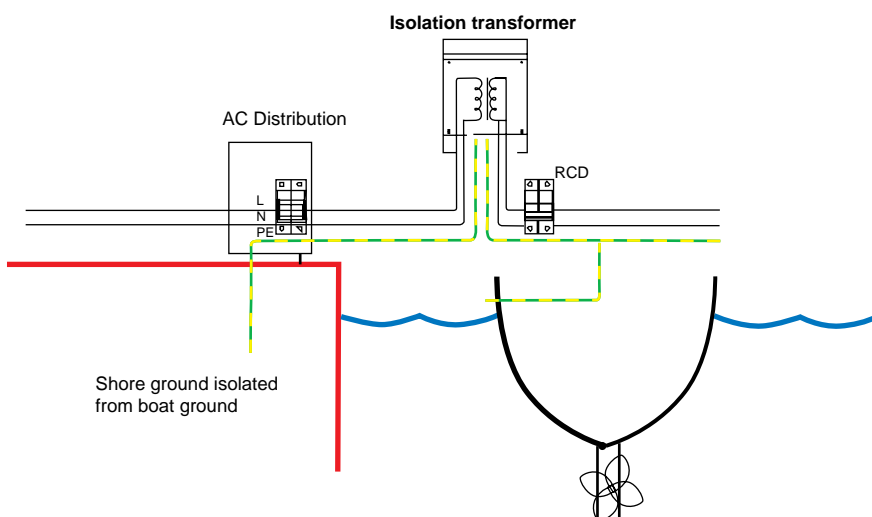 Isolation transformer
AC Distribution
RCD
L
N
PE
Shore ground isolated
from boat ground